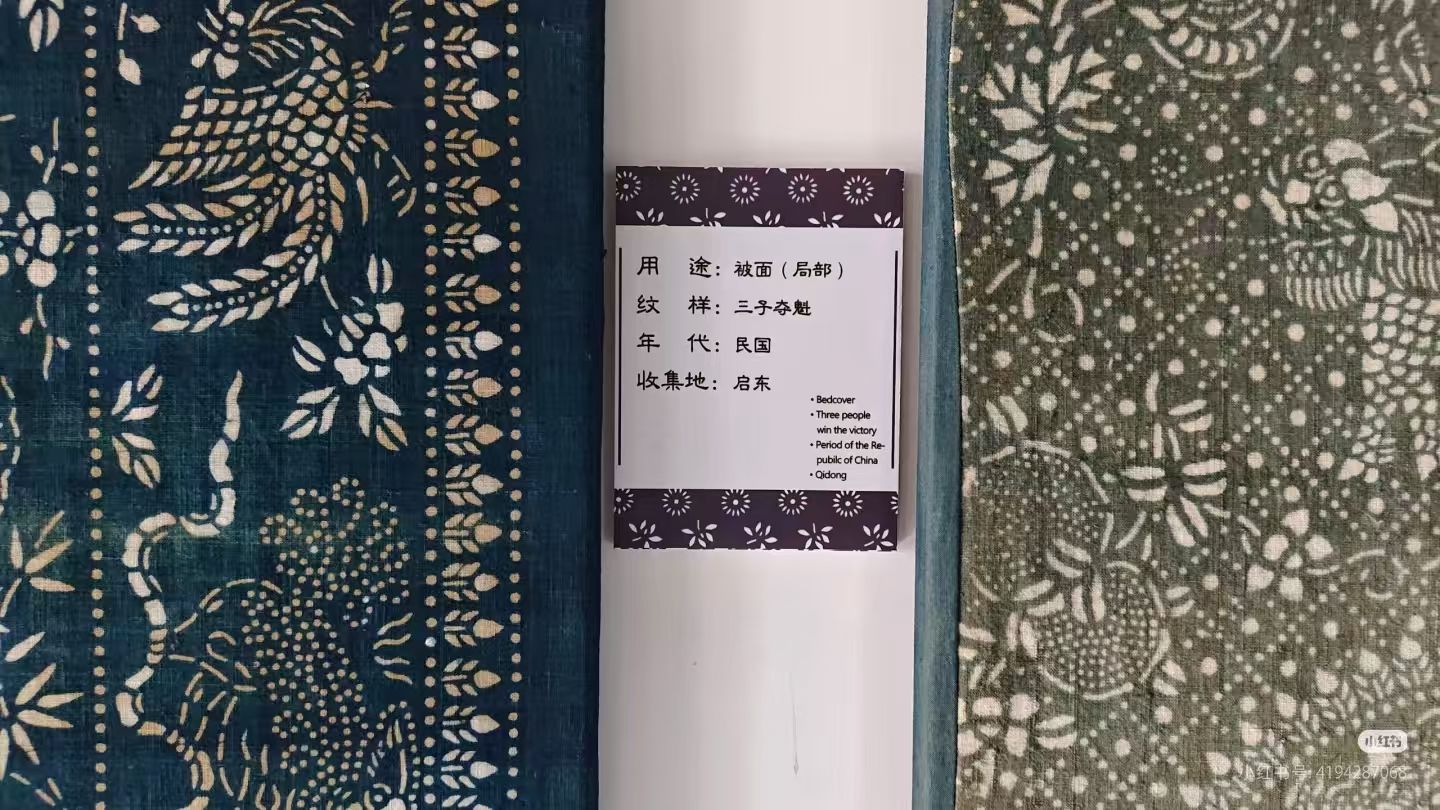 用 途：被面（局部）
纹 样：三子夺魁
年 代：民国
收集地：启东
• Bedcover
• Three people
win the victory
• Period of the Re-
pubilc of China
• Qidong
小红书
小红书号: 4194287068